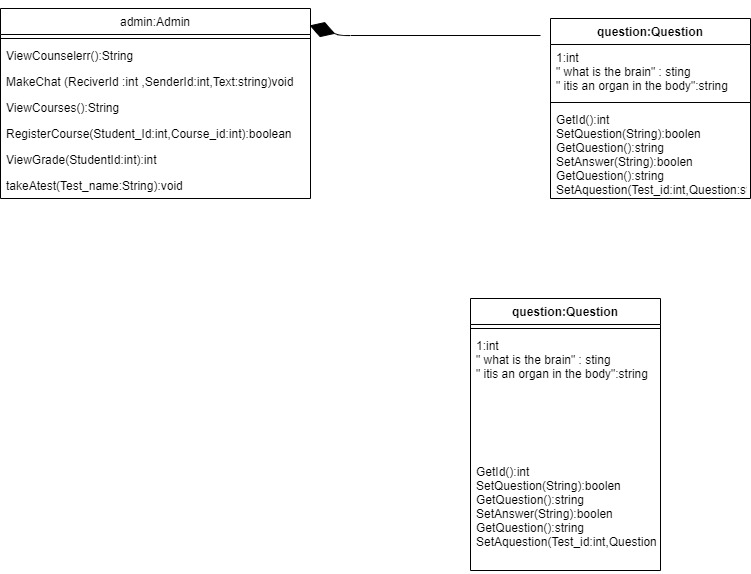 admin:Admin
ViewCounselerr():String
MakeChat (ReciverId :int ,SenderId:int,Text:string)void
ViewCourses():String
RegisterCourse(Student_Id:int,Course_id:int):boolean
ViewGrade(StudentId:int):int
takeAtest(Test_name:String):void
question:Question
1:int
" what is the brain" : sting
" itis an organ in the body":string
GetId():int
SetQuestion(String):boolen
GetQuestion():string
SetAnswer(String):boolen
GetQuestion():string
SetAquestion(Test_id:int,Question:s
question:Question
1:int
" what is the brain" : sting
" itis an organ in the body":string
GetId():int
SetQuestion(String):boolen
GetQuestion():string
SetAnswer(String):boolen
GetQuestion():string
SetAquestion(Test_id:int,Question